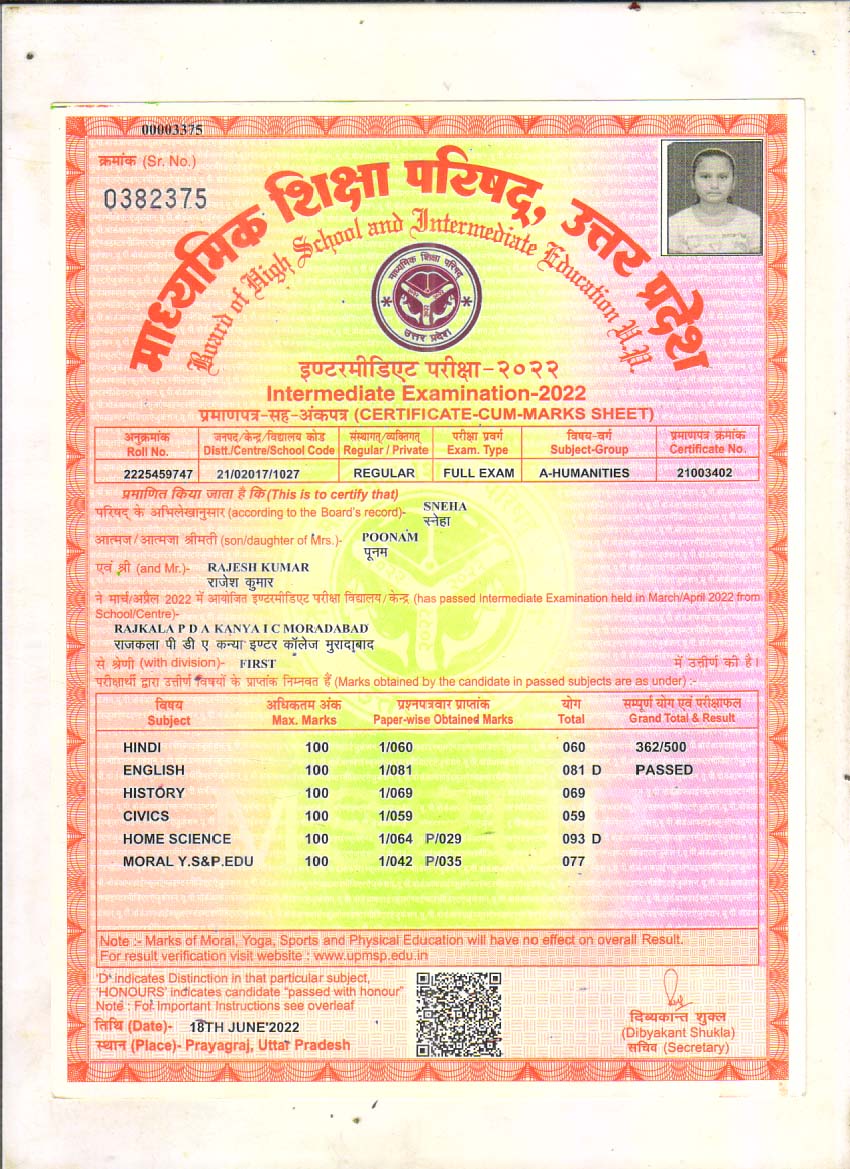 00003375
क्रमांक (Sr. No.)
0382375
माध्यमिक शिक्षा परिषद्, उत्तर प्रदेश
Board of High School and Intermediate Education U.P.
माध्यमिक शिक्षा परिषद्
उत्तर प्रदेश
इण्टरमीडिएट परीक्षा-२०२२
Intermediate Examination-2022
प्रमाणपत्र-सह-अंकपत्र (CERTIFICATE-CUM-MARKS SHEET)
अनुक्रमांक जनपद/केन्द्र/विद्यालय कोड संस्थागत्/व्यक्तिगत् परीक्षा प्रवर्ग विषय-वर्ग प्रमाणपत्र क्रमांक
Roll No. Distt./Centre/School Code Regular / Private Exam. Type Subject-Group Certificate No.
2225459747 21/02017/1027 REGULAR FULL EXAM A-HUMANITIES 21003402
प्रमाणित किया जाता है कि (This is to certify that)
परिषद् के अभिलेखानुसार (according to the Board's record)- SNEHA
स्नेहा
आत्मज/आत्मजा श्रीमती (son/daughter of Mrs.)- POONAM
पूनम
एवं श्री (and Mr.)- RAJESH KUMAR
राजेश कुमार
ने मार्च/अप्रैल 2022 में आयोजित इण्टरमीडिएट परीक्षा विद्यालय/केन्द्र (has passed Intermediate Examination held in March/April 2022 from
School/Centre)-
RAJKALA P D A KANYA I C MORADABAD
राजकला पी डी ए कन्या इण्टर कॉलेज मुरादाबाद
से श्रेणी (with division)- FIRST में उत्तीर्ण की है।
परीक्षार्थी द्वारा उत्तीर्ण विषयों के प्राप्तांक निम्नवत हैं (Marks obtained by the candidate in passed subjects are as under) :-
विषय अधिकतम अंक प्रश्नपत्रवार प्राप्तांक योग सम्पूर्ण योग एवं परीक्षाफल
Subject Max. Marks Paper-wise Obtained Marks Total Grand Total & Result
HINDI 100 1/060 060 362/500
ENGLISH 100 1/081 081 D PASSED
HISTORY 100 1/069 069
CIVICS 100 1/059 059
HOME SCIENCE 100 1/064 P/029 093 D
MORAL Y.S&P.EDU 100 1/042 P/035 077
Note :- Marks of Moral, Yoga, Sports and Physical Education will have no effect on overall Result.
For result verification visit website : www.upmsp.edu.in
'D' indicates Distinction in that particular subject,
'HONOURS' indicates candidate "passed with honour"
Note : For Important Instructions see overleaf
तिथि (Date)- 18TH JUNE'2022
स्थान (Place)- Prayagraj, Uttar Pradesh
दिव्यकान्त शुक्ल
(Dibyakant Shukla)
सचिव (Secretary)